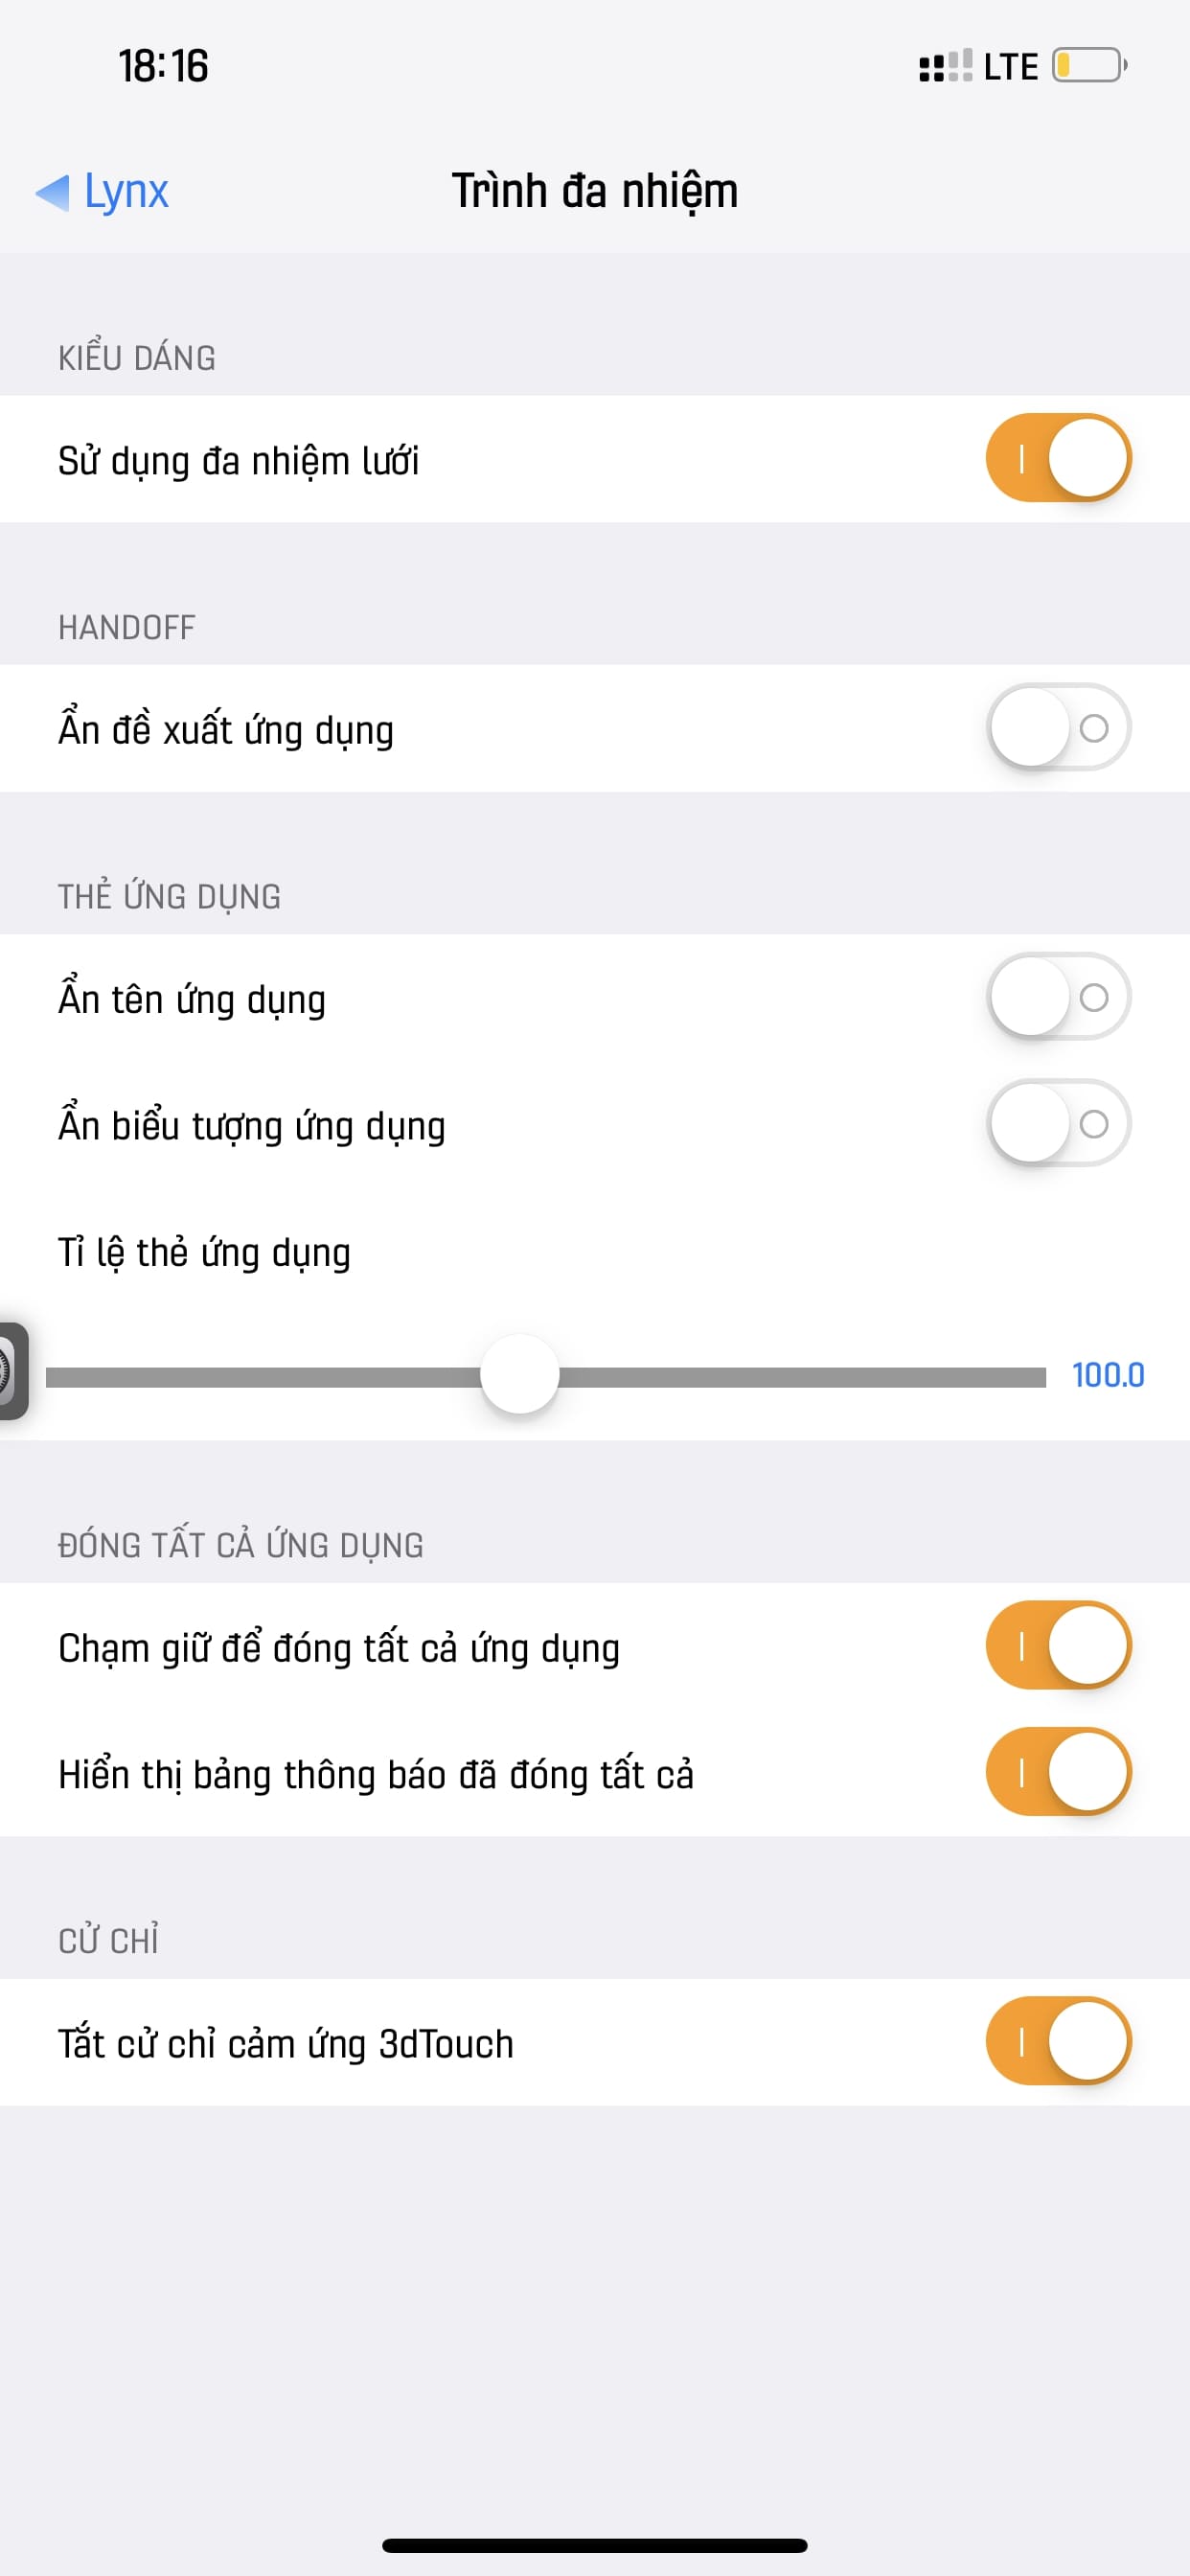 18:16
LTE
Lynx
Trình đa nhiệm
KIỂU DÁNG
Sử dụng đa nhiệm lưới
HANDOFF
Ẩn đề xuất ứng dụng
THẺ ỨNG DỤNG
Ẩn tên ứng dụng
Ẩn biểu tượng ứng dụng
Tỉ lệ thẻ ứng dụng
100.0
ĐÓNG TẤT CẢ ỨNG DỤNG
Chạm giữ để đóng tất cả ứng dụng
Hiển thị bảng thông báo đã đóng tất cả
CỬ CHỈ
Tắt cử chỉ cảm ứng 3dTouch